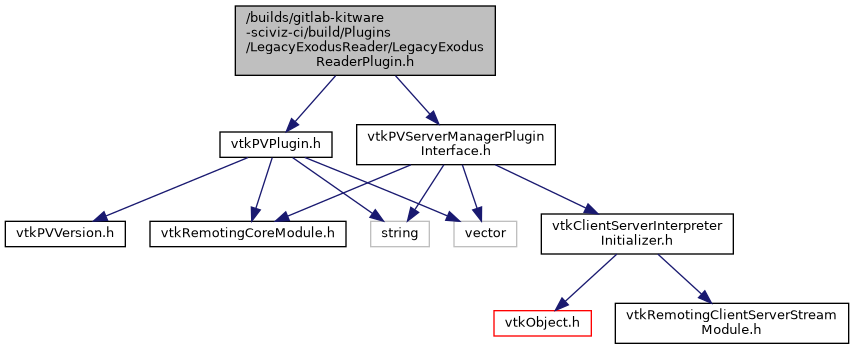 /builds/gitlab-kitware
-sciviz-ci/build/Plugins
/LegacyExodusReader/LegacyExodus
ReaderPlugin.h
vtkPVPlugin.h
vtkPVServerManagerPlugin
Interface.h
vtkPVVersion.h
vtkRemotingCoreModule.h
string
vector
vtkClientServerInterpreter
Initializer.h
vtkObject.h
vtkRemotingClientServerStream
Module.h